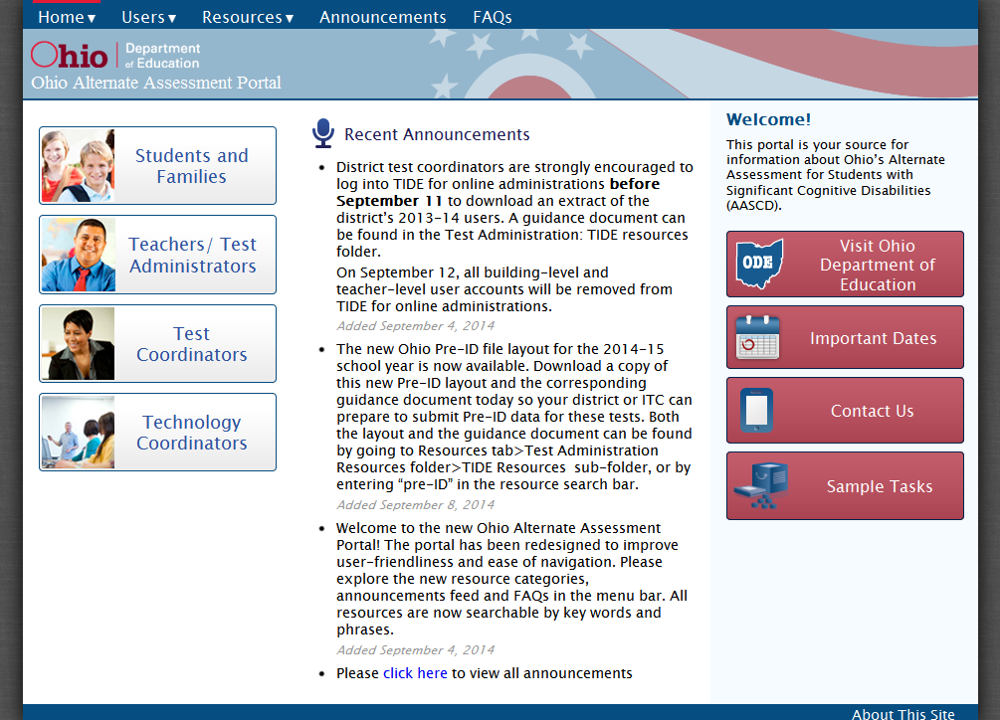 Home▼ Users▼ Resources▼ Announcements FAQs
Ohio Department
of Education
Ohio Alternate Assessment Portal
Students and
Families
Teachers/ Test
Administrators
Test
Coordinators
Technology
Coordinators
Recent Announcements
• District test coordinators are strongly encouraged to
log into TIDE for online administrations before
September 11 to download an extract of the
district's 2013-14 users. A guidance document can
be found in the Test Administration: TIDE resources
folder.
On September 12, all building-level and
teacher-level user accounts will be removed from
TIDE for online administrations.
Added September 4, 2014
• The new Ohio Pre-ID file layout for the 2014-15
school year is now available. Download a copy of
this new Pre-ID layout and the corresponding
guidance document today so your district or ITC can
prepare to submit Pre-ID data for these tests. Both
the layout and the guidance document can be found
by going to Resources tab>Test Administration
Resources folder>TIDE Resources sub-folder, or by
entering “pre-ID” in the resource search bar.
Added September 8, 2014
• Welcome to the new Ohio Alternate Assessment
Portal! The portal has been redesigned to improve
user-friendliness and ease of navigation. Please
explore the new resource categories,
announcements feed and FAQs in the menu bar. All
resources are now searchable by key words and
phrases.
Added September 4, 2014
• Please click here to view all announcements
Welcome!
This portal is your source for
information about Ohio's Alternate
Assessment for Students with
Significant Cognitive Disabilities
(AASCD).
ODE
Visit Ohio
Department of
Education
Important Dates
Contact Us
Sample Tasks
About This Site